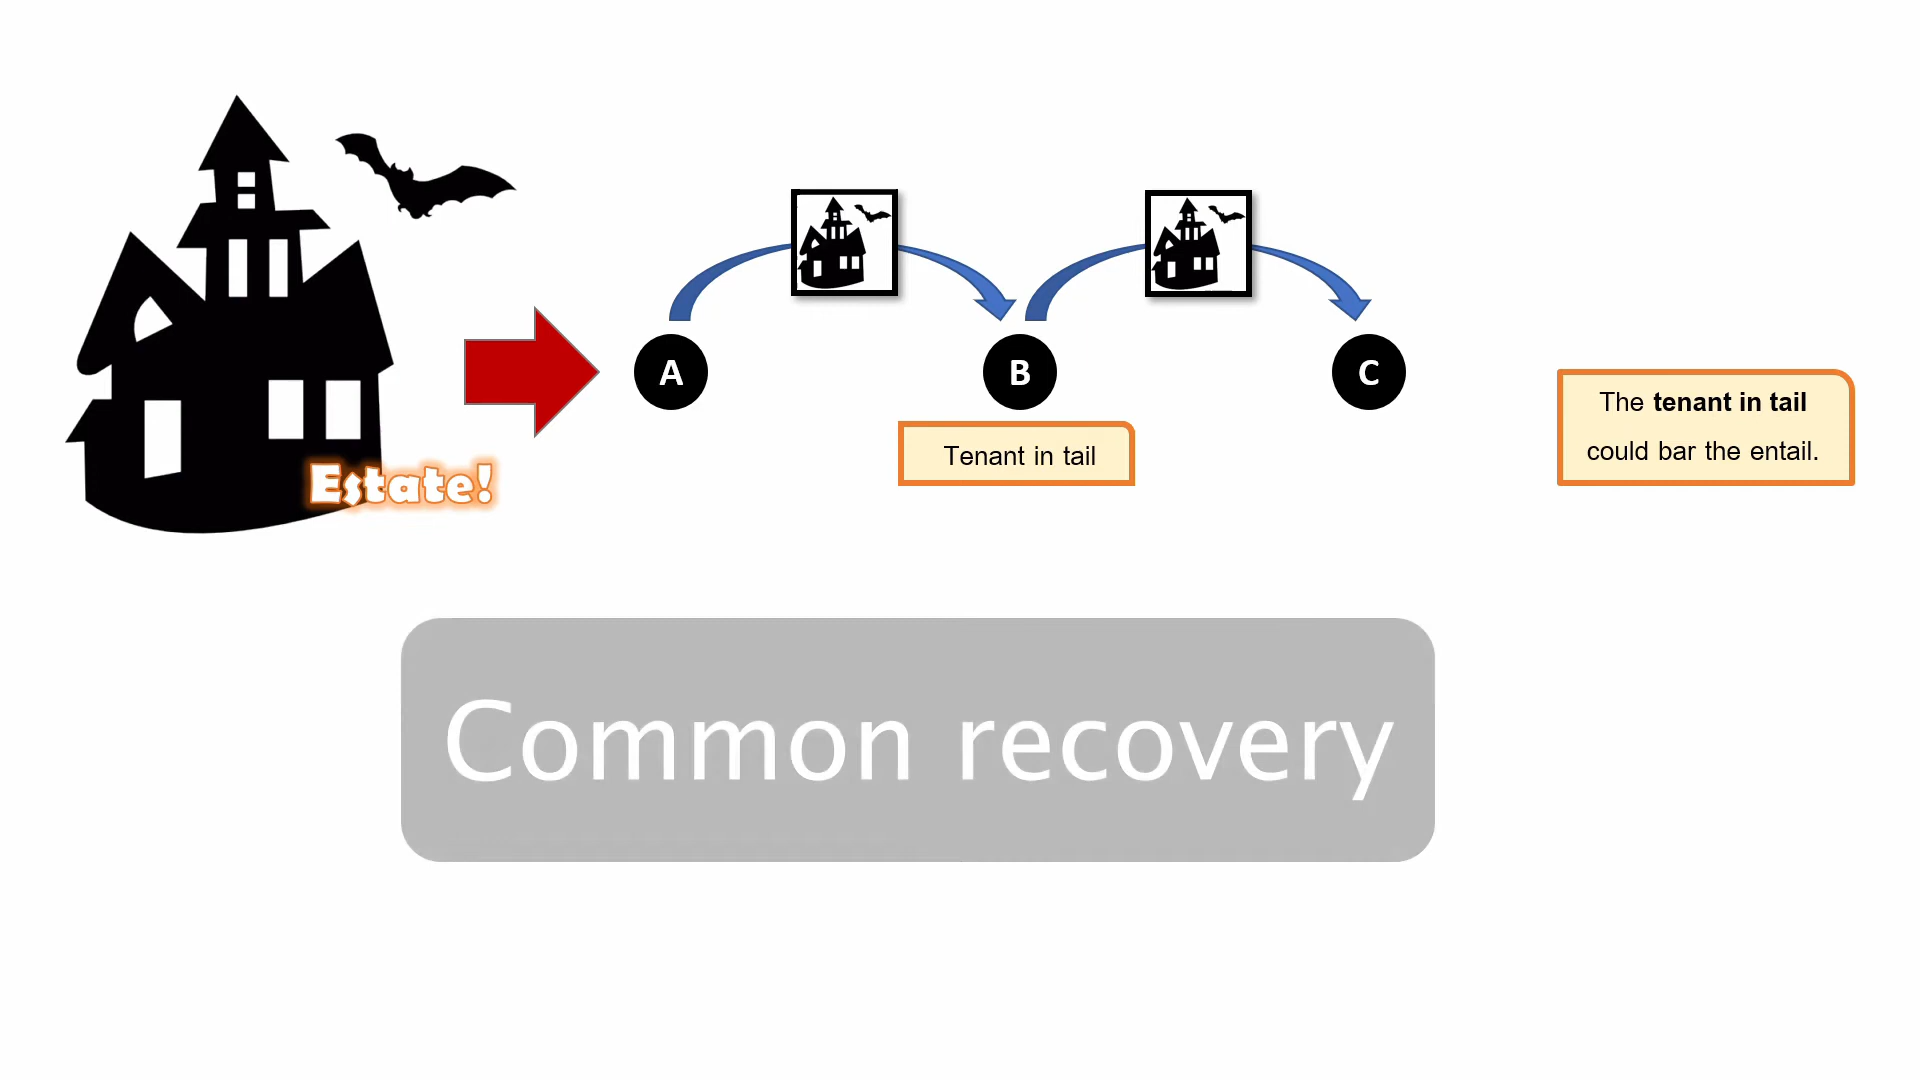 Estate!
A
B
C
Tenant in tail
The tenant in tail
could bar the entail.
Common recovery